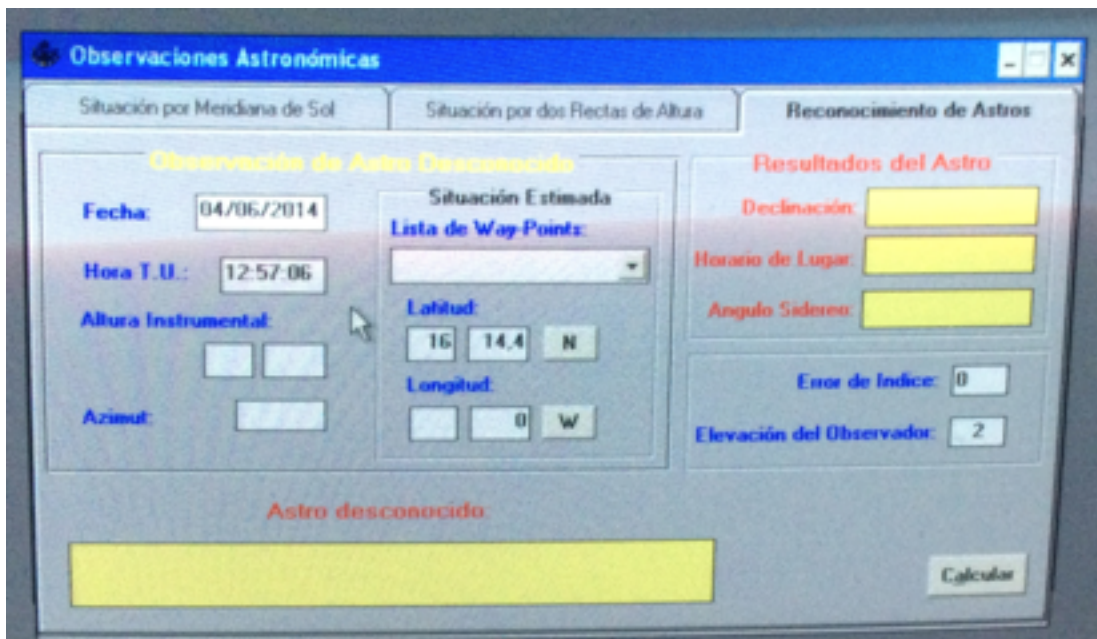 Observaciones Astronómicas
Situación por Meridiana de Sol
Situación por dos Rectas de Altura
Reconocimiento de Astros
Observación de Astro Desconocido
Fecha: 04/06/2014
Hora T.U.: 12:57:06
Altura Instrumental:
Azimut:
Situación Estimada
Lista de Way-Points:
Latitud:
16 14,4 N
Longitud:
0 W
Resultados del Astro
Declinación:
Horario de Lugar:
Angulo Sidereo:
Error de Indice: 0
Elevación del Observador: 2
Astro desconocido:
Calcular